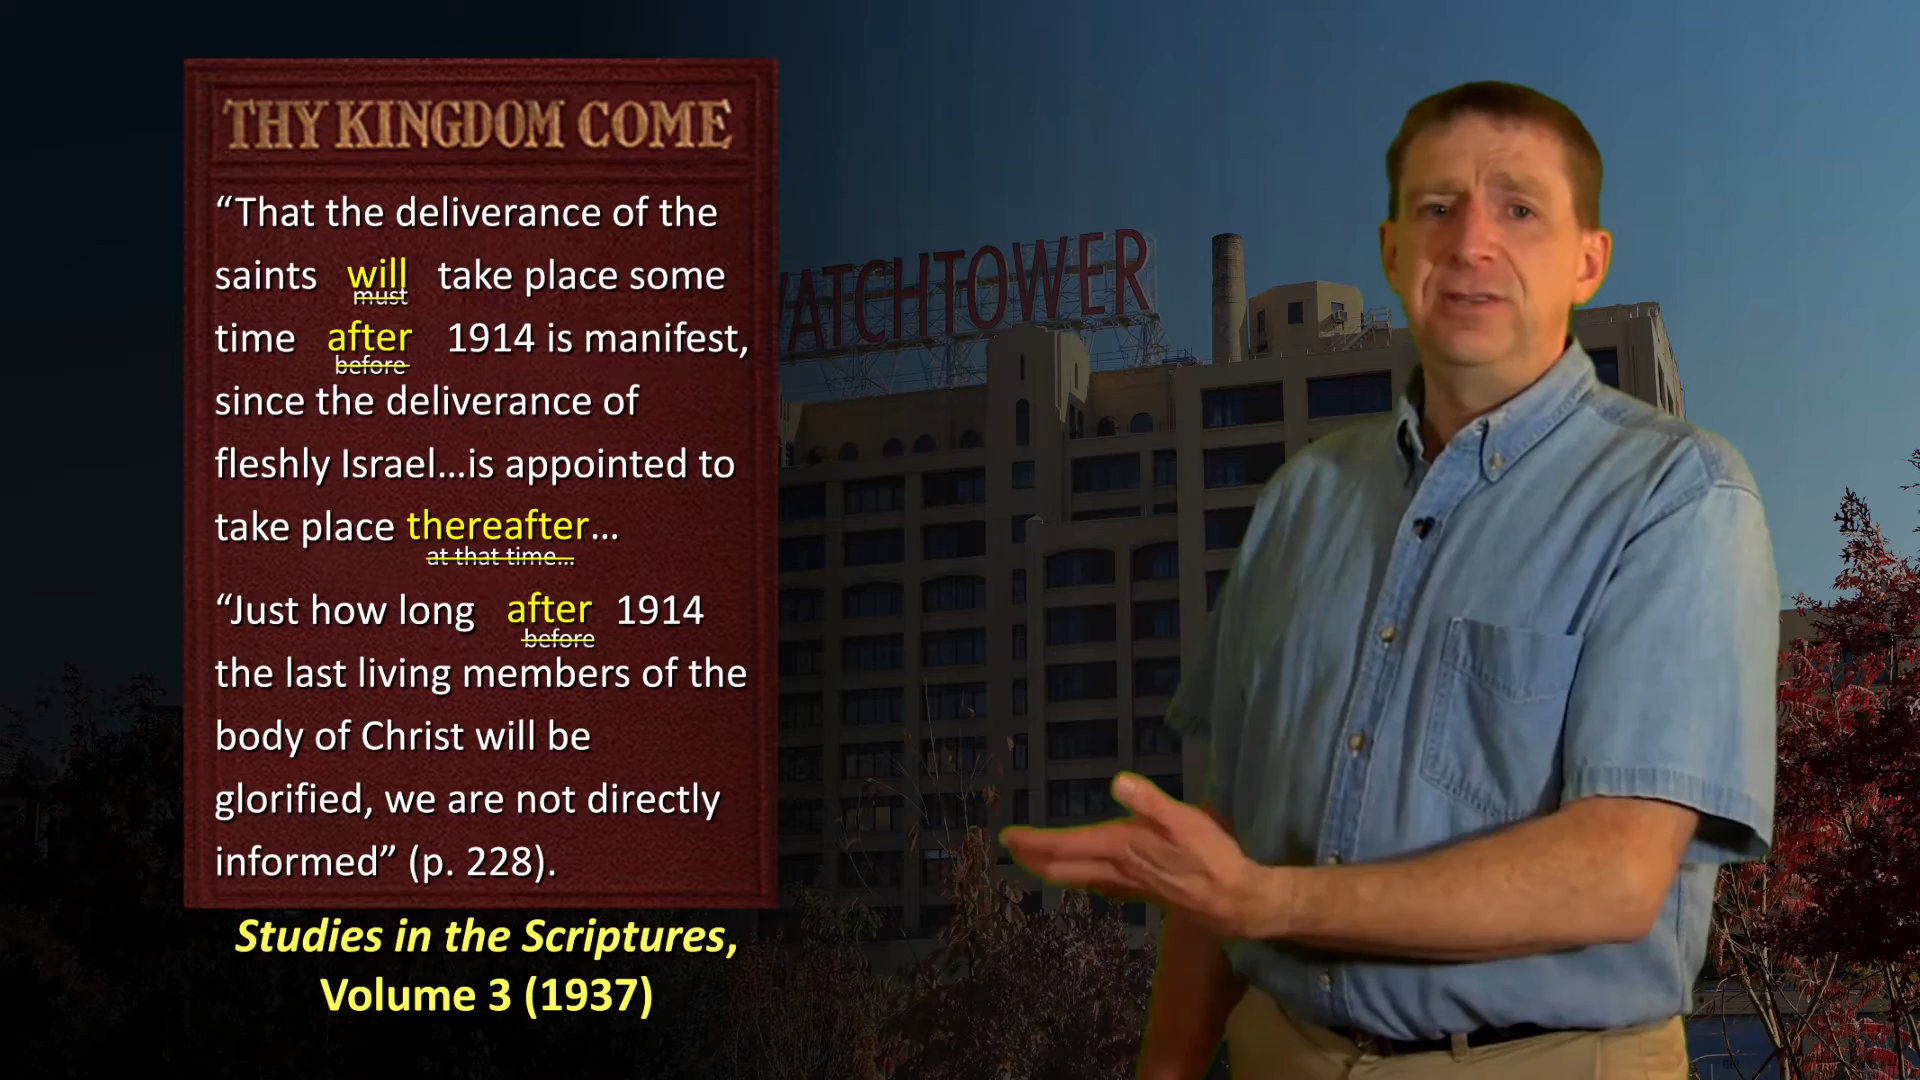 THY KINGDOM COME
“That the deliverance of the
saints will take place some
must
time after 1914 is manifest,
before
since the deliverance of
fleshly Israel...is appointed to
take place thereafter...
at that time...
“Just how long after 1914
before
the last living members of the
body of Christ will be
glorified, we are not directly
informed” (p. 228).
Studies in the Scriptures,
Volume 3 (1937)
WATCHTOWER